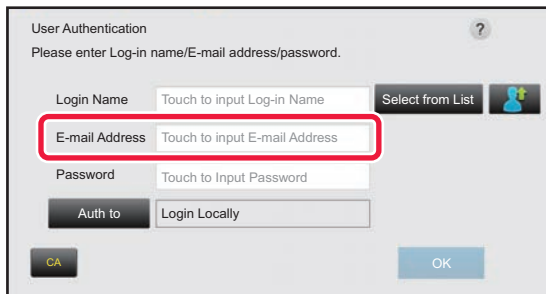 User Authentication
?
Please enter Log-in name/E-mail address/password.
Login Name Touch to input Log-in Name Select from List
E-mail Address Touch to input E-mail Address
Password Touch to Input Password
Auth to Login Locally
CA OK